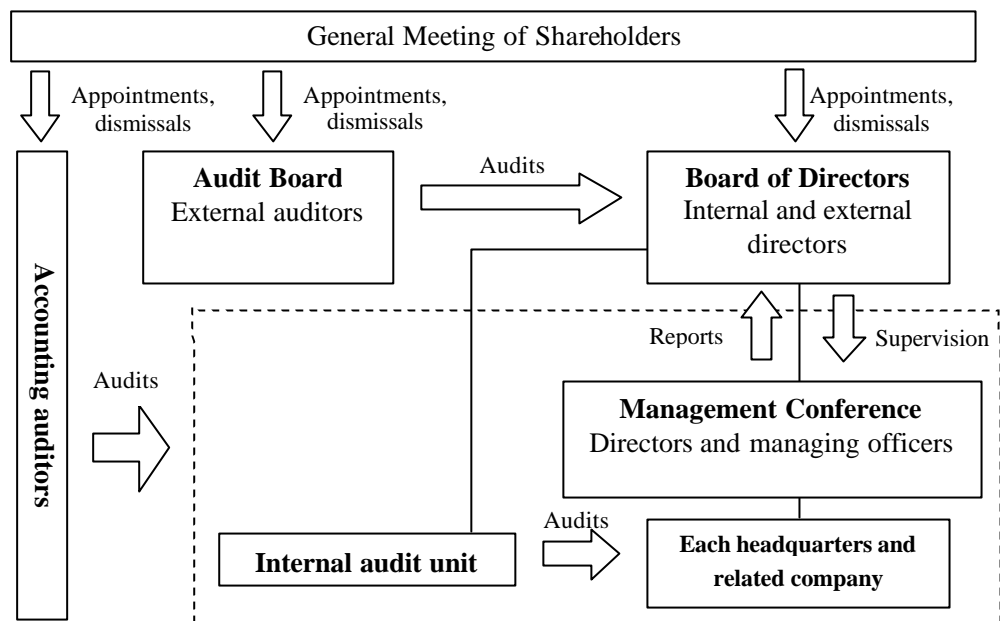 General Meeting of Shareholders
Appointments,
dismissals
Appointments,
dismissals
Appointments,
dismissals
Accounting auditors
Audit Board
External auditors
Audits
Board of Directors
Internal and external
directors
Reports
Supervision
Audits
Management Conference
Directors and managing officers
Internal audit unit
Audits
Each headquarters and
related company